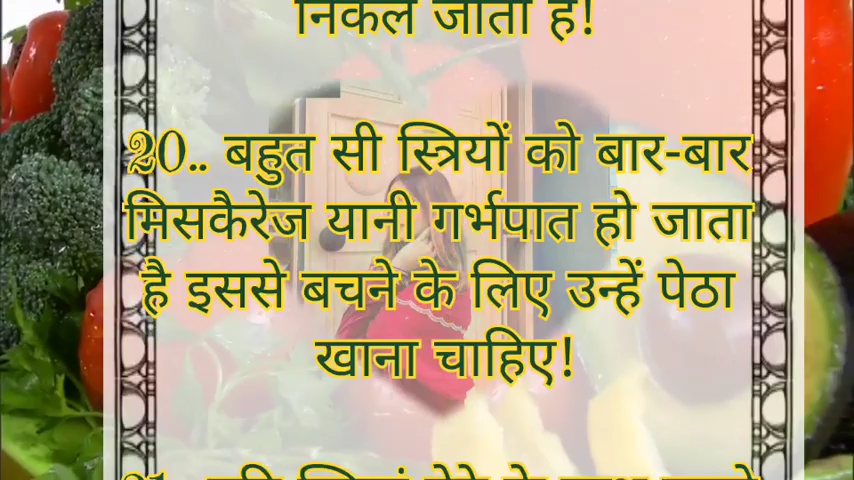 निकल जाता है!
20.. बहुत सी स्त्रियों को बार-बार
मिसकैरेज यानी गर्भपात हो जाता
है इससे बचने के लिए उन्हें पेठा
खाना चाहिए!